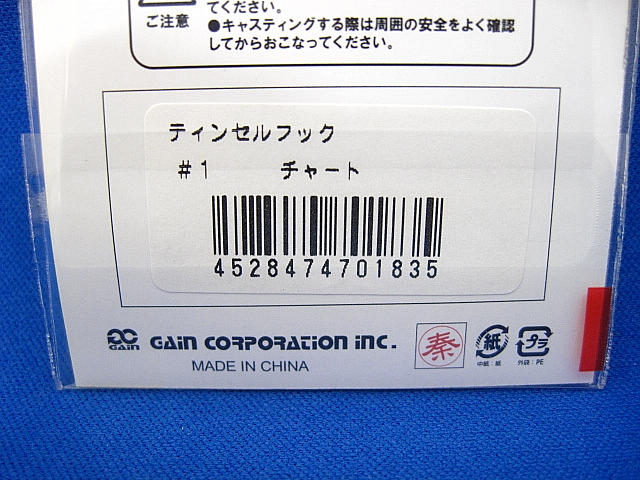 てください。
ご注意
●キャスティングする際は周囲の安全をよく確認
してからおこなってください。
ティンセルフック
#1 チャート
4528474701835
GAIN
GAIN CORPORATION INC.
MADE IN CHINA
秦
紙
中紙:紙
プラ
外袋:PE